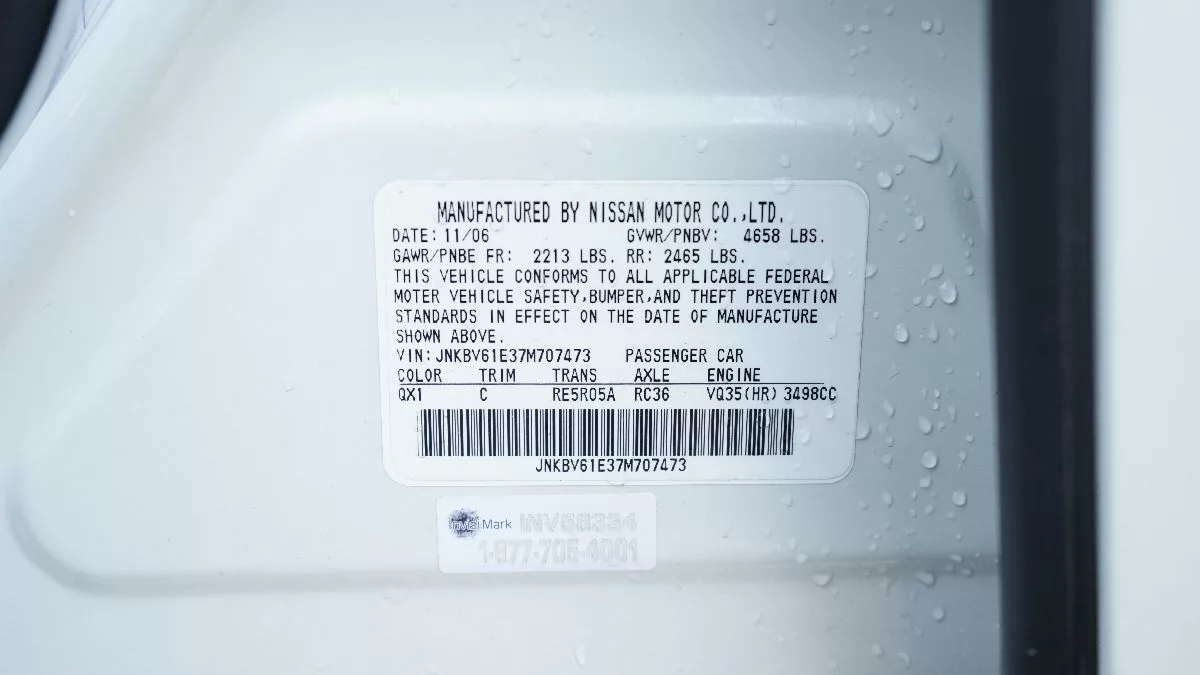 MANUFACTURED BY NISSAN MOTOR CO.,LTD.
DATE: 11/06 GVWR/PNBV: 4658 LBS.
GAWR/PNBE FR: 2213 LBS. RR: 2465 LBS.
THIS VEHICLE CONFORMS TO ALL APPLICABLE FEDERAL
MOTER VEHICLE SAFETY,BUMPER,AND THEFT PREVENTION
STANDARDS IN EFFECT ON THE DATE OF MANUFACTURE
SHOWN ABOVE.
VIN: JNKBV61E37M707473 PASSENGER CAR
COLOR TRIM TRANS AXLE ENGINE
QX1 C RE5R05A RC36 VQ35(HR) 3498CC
JNKBV61E37M707473
InvisiMark INV58334
1-877-706-4001